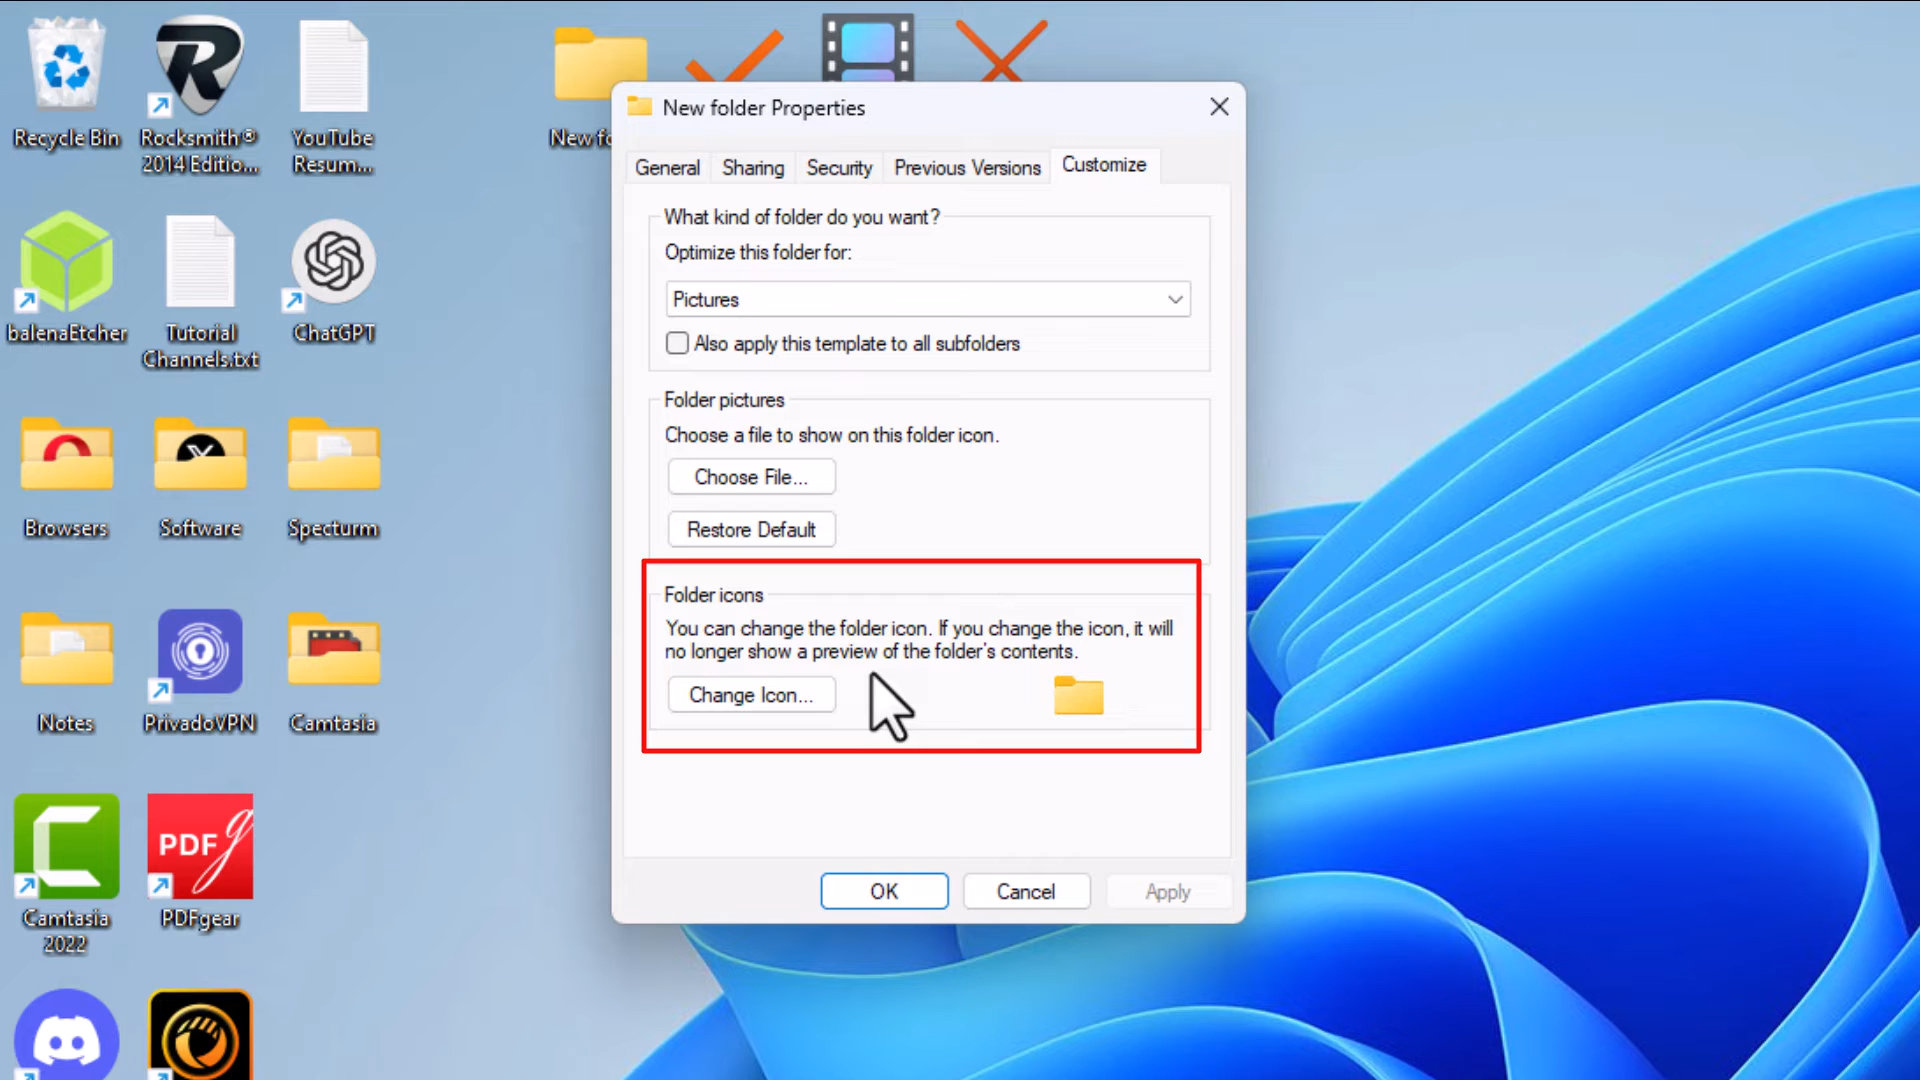 Recycle Bin
Rocksmith®
2014 Editio...
YouTube
Resum...
New fo
balenaEtcher
Tutorial
Channels.txt
ChatGPT
Browsers
Software
Specturm
Notes
PrivadoVPN
Camtasia
PDF
Camtasia
2022
PDFgear
New folder Properties
General
Sharing
Security
Previous Versions
Customize
What kind of folder do you want?
Optimize this folder for:
Pictures
Also apply this template to all subfolders
Folder pictures
Choose a file to show on this folder icon.
Choose File...
Restore Default
Folder icons
You can change the folder icon. If you change the icon, it will
no longer show a preview of the folder's contents.
Change Icon...
OK
Cancel
Apply